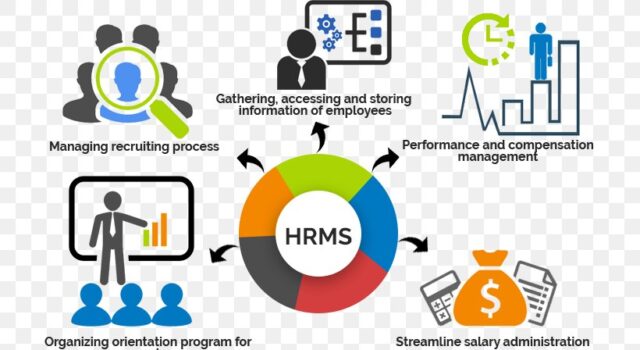 Gathering, accessing and storing
information of employees
Managing recruiting process
Performance and compensation
management
HRMS
$
Organizing orientation program for
Streamline salary administration